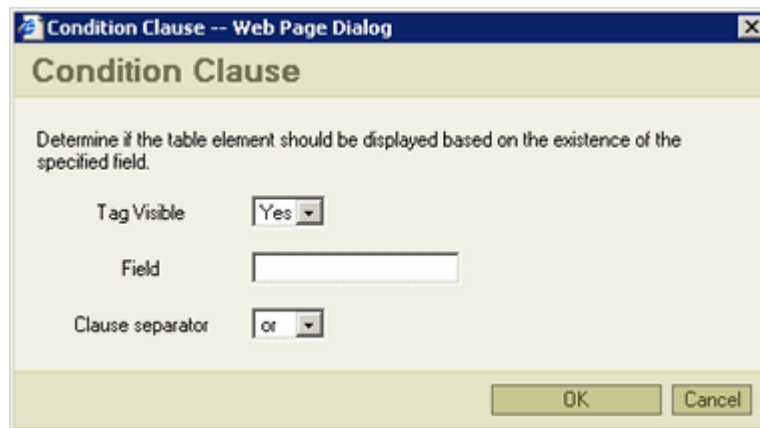 Condition Clause -- Web Page Dialog
Condition Clause
Determine if the table element should be displayed based on the existence of the
specified field.
Tag Visible Yes
Field
Clause separator or
OK Cancel